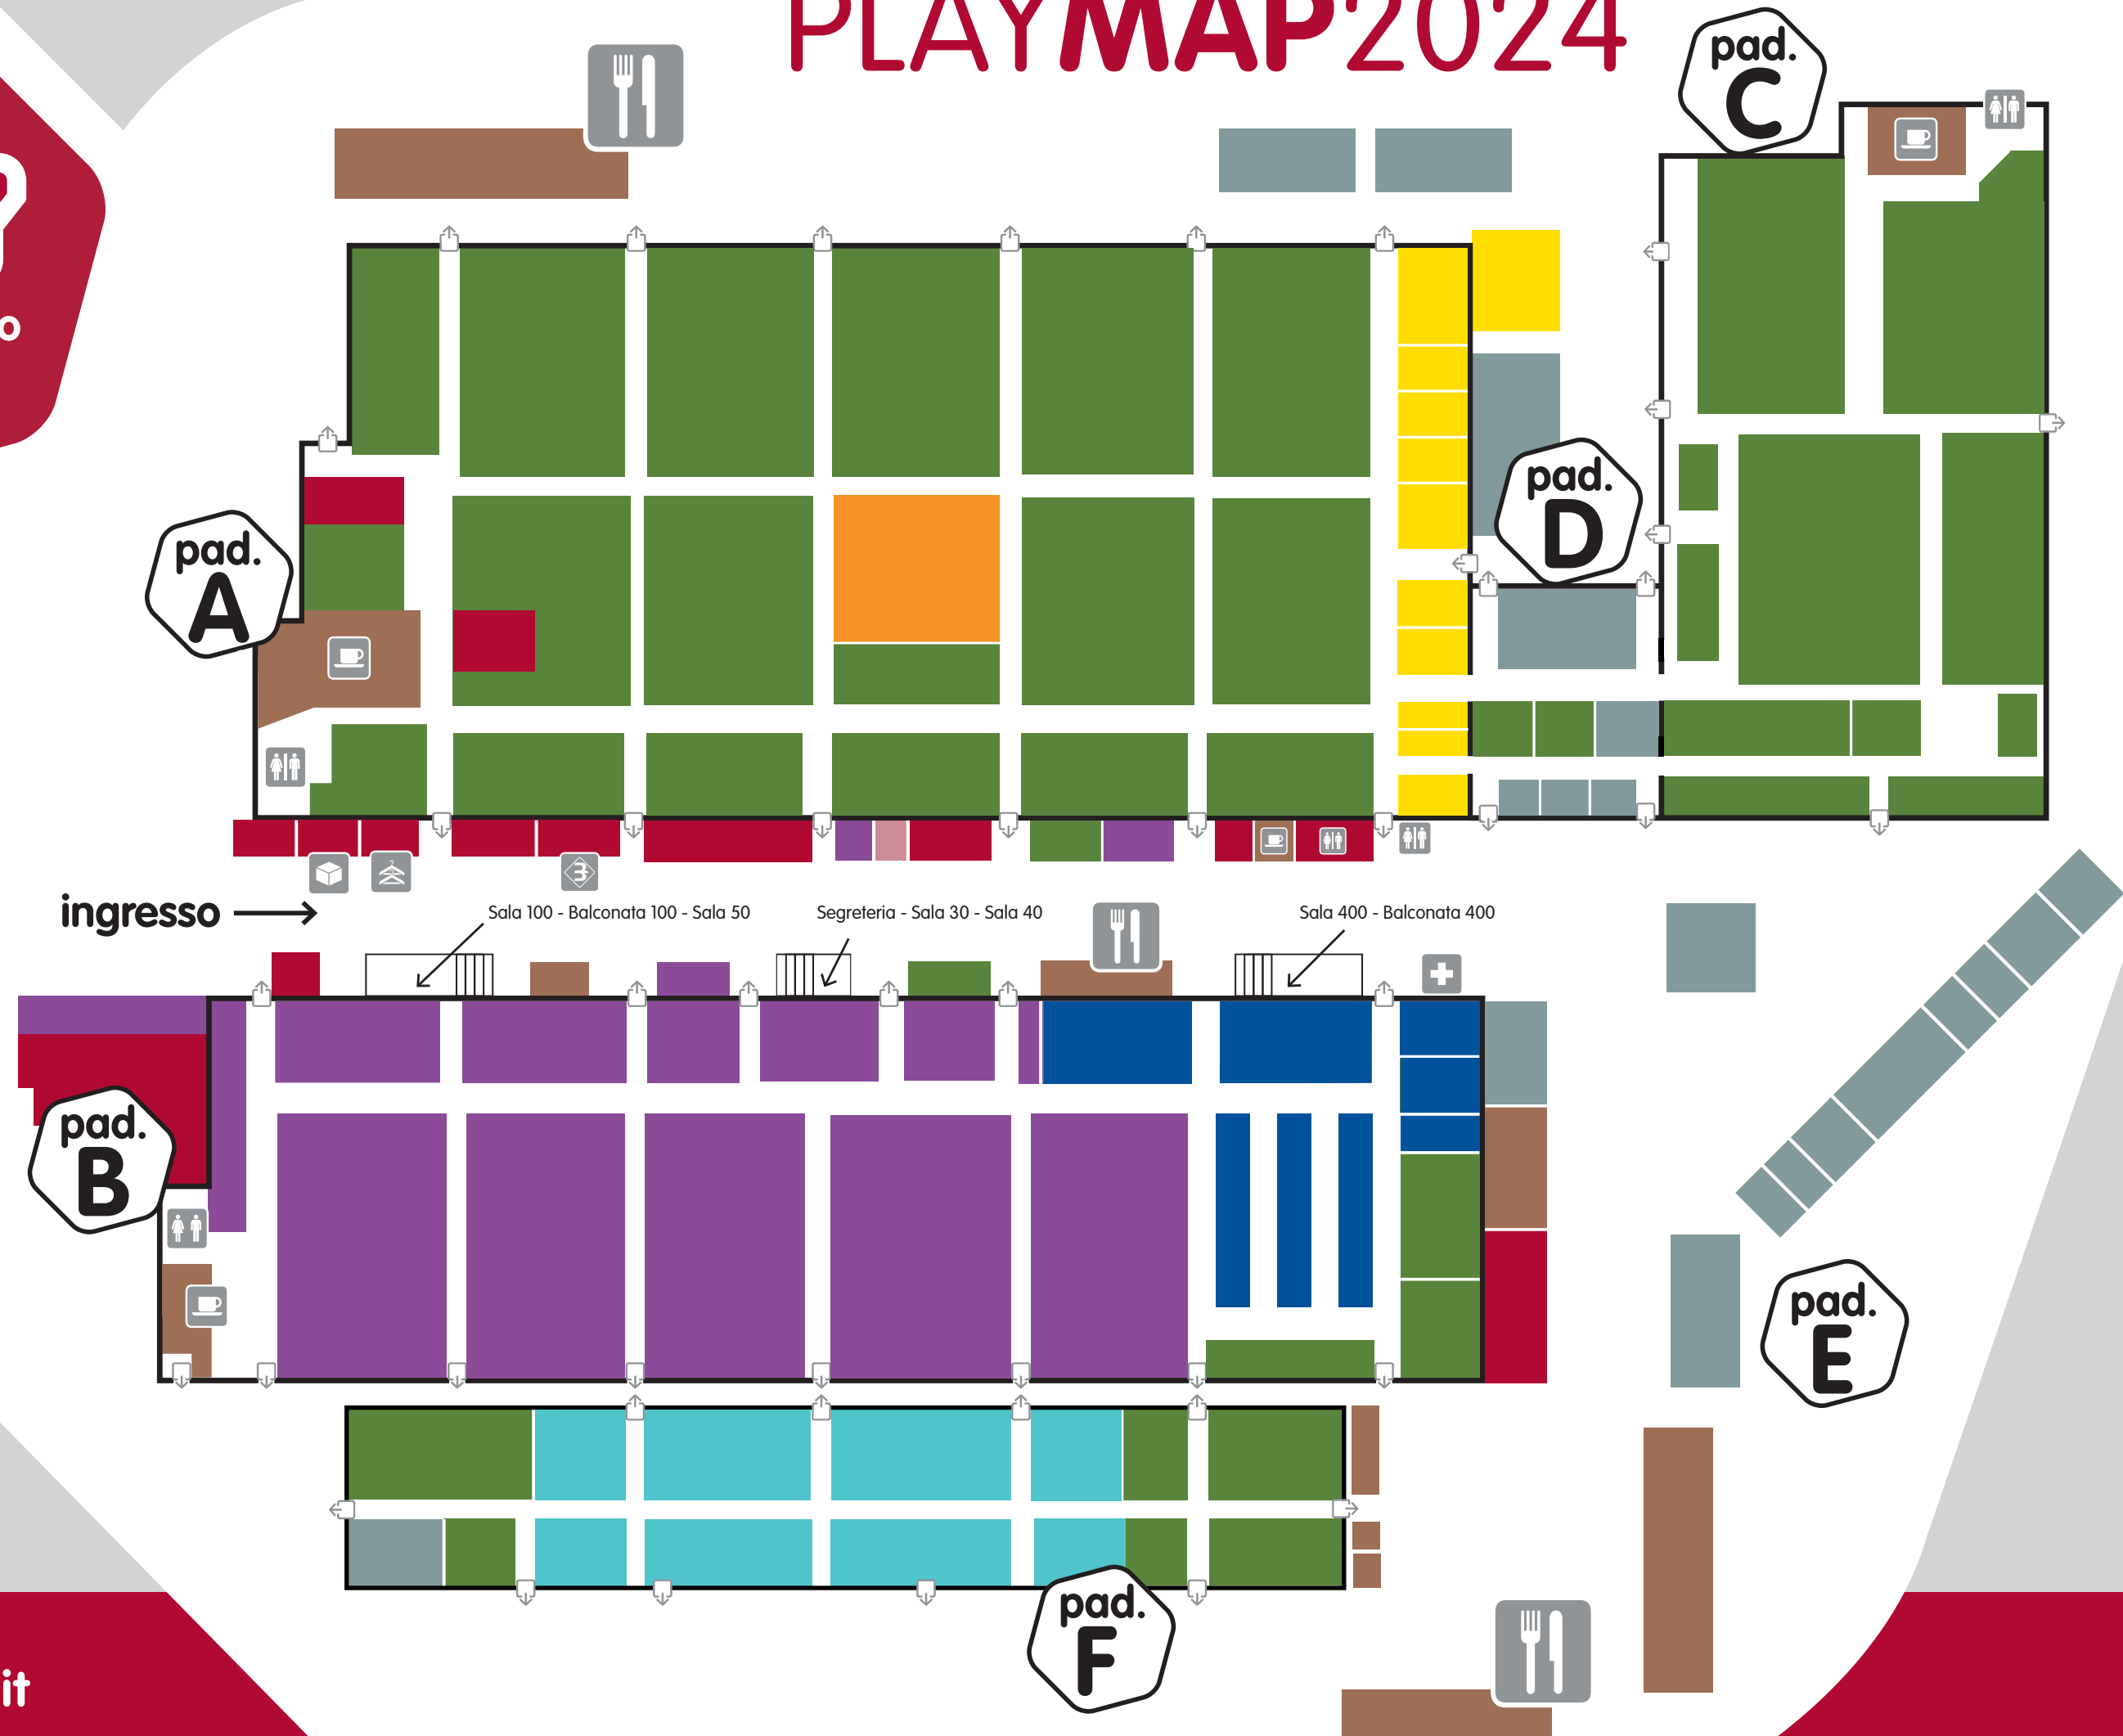 PLAYMAP2024
pad.
C
pad.
D
pad.
A
ingresso
Sala 100 - Balconata 100 - Sala 50
Segreteria - Sala 30 - Sala 40
Sala 400 - Balconata 400
pad.
B
pad.
E
pad.
F
it